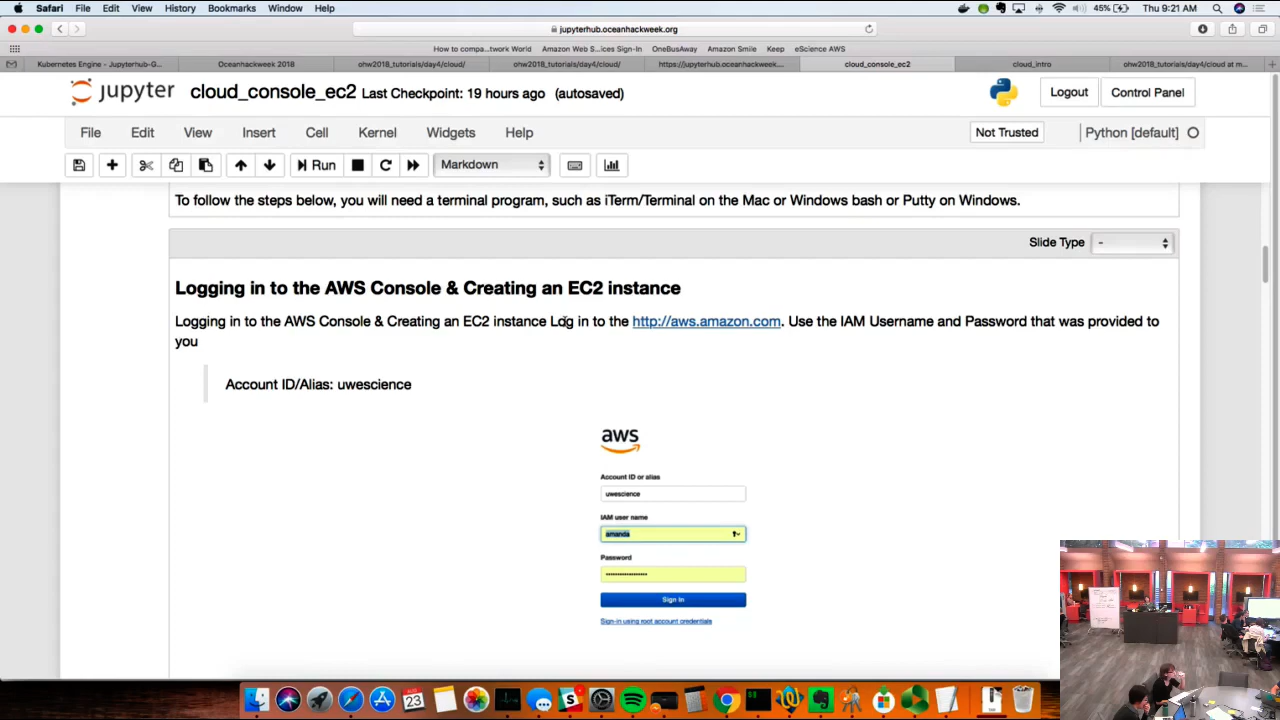 Safari File Edit View History Bookmarks Window Help 45% Thu 9:21 AM
jupyterhub.oceanhackweek.org
How to compa...twork World Amazon Web S...ices Sign-In OneBusAway Amazon Smile Keep eScience AWS
Kubernetes Engine - Jupyterhub-G... Oceanhackweek 2018 ohw2018_tutorials/day4/cloud/ ohw2018_tutorials/day4/cloud/ https://jupyterhub.oceanhackweek.... cloud_console_ec2 cloud_intro ohw2018_tutorials/day4/cloud at m...
jupyter cloud_console_ec2 Last Checkpoint: 19 hours ago (autosaved) Logout Control Panel
File Edit View Insert Cell Kernel Widgets Help Not Trusted Python [default]
Run Markdown
To follow the steps below, you will need a terminal program, such as iTerm/Terminal on the Mac or Windows bash or Putty on Windows.
Slide Type -
Logging in to the AWS Console & Creating an EC2 instance
Logging in to the AWS Console & Creating an EC2 instance Log in to the http://aws.amazon.com. Use the IAM Username and Password that was provided to
you
Account ID/Alias: uwescience
aws
Account ID or alias
uwescience
IAM user name
amanda
Password
Sign In
Sign-in using root account credentials
23